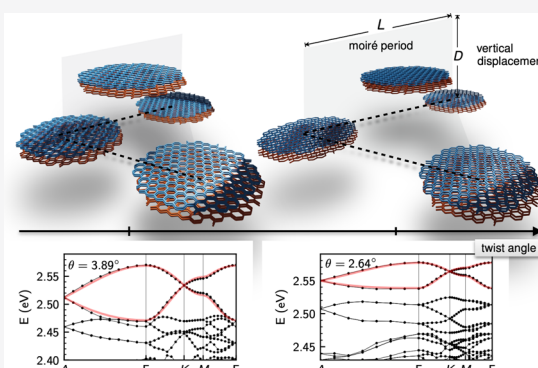 L
moiré period
D
vertical
displacement
twist angle
θ = 3.89°
2.55
2.50
2.45
2.40
E (eV)
A Γ K M Γ
θ = 2.64°
2.55
2.50
2.45
E (eV)
A Γ K M Γ